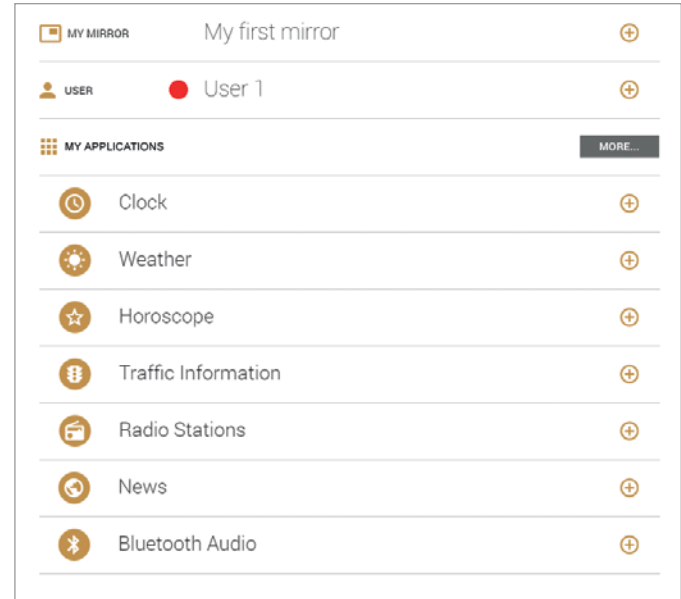 MY MIRROR My first mirror
USER User 1
MY APPLICATIONS MORE...
Clock
Weather
Horoscope
Traffic Information
Radio Stations
News
Bluetooth Audio